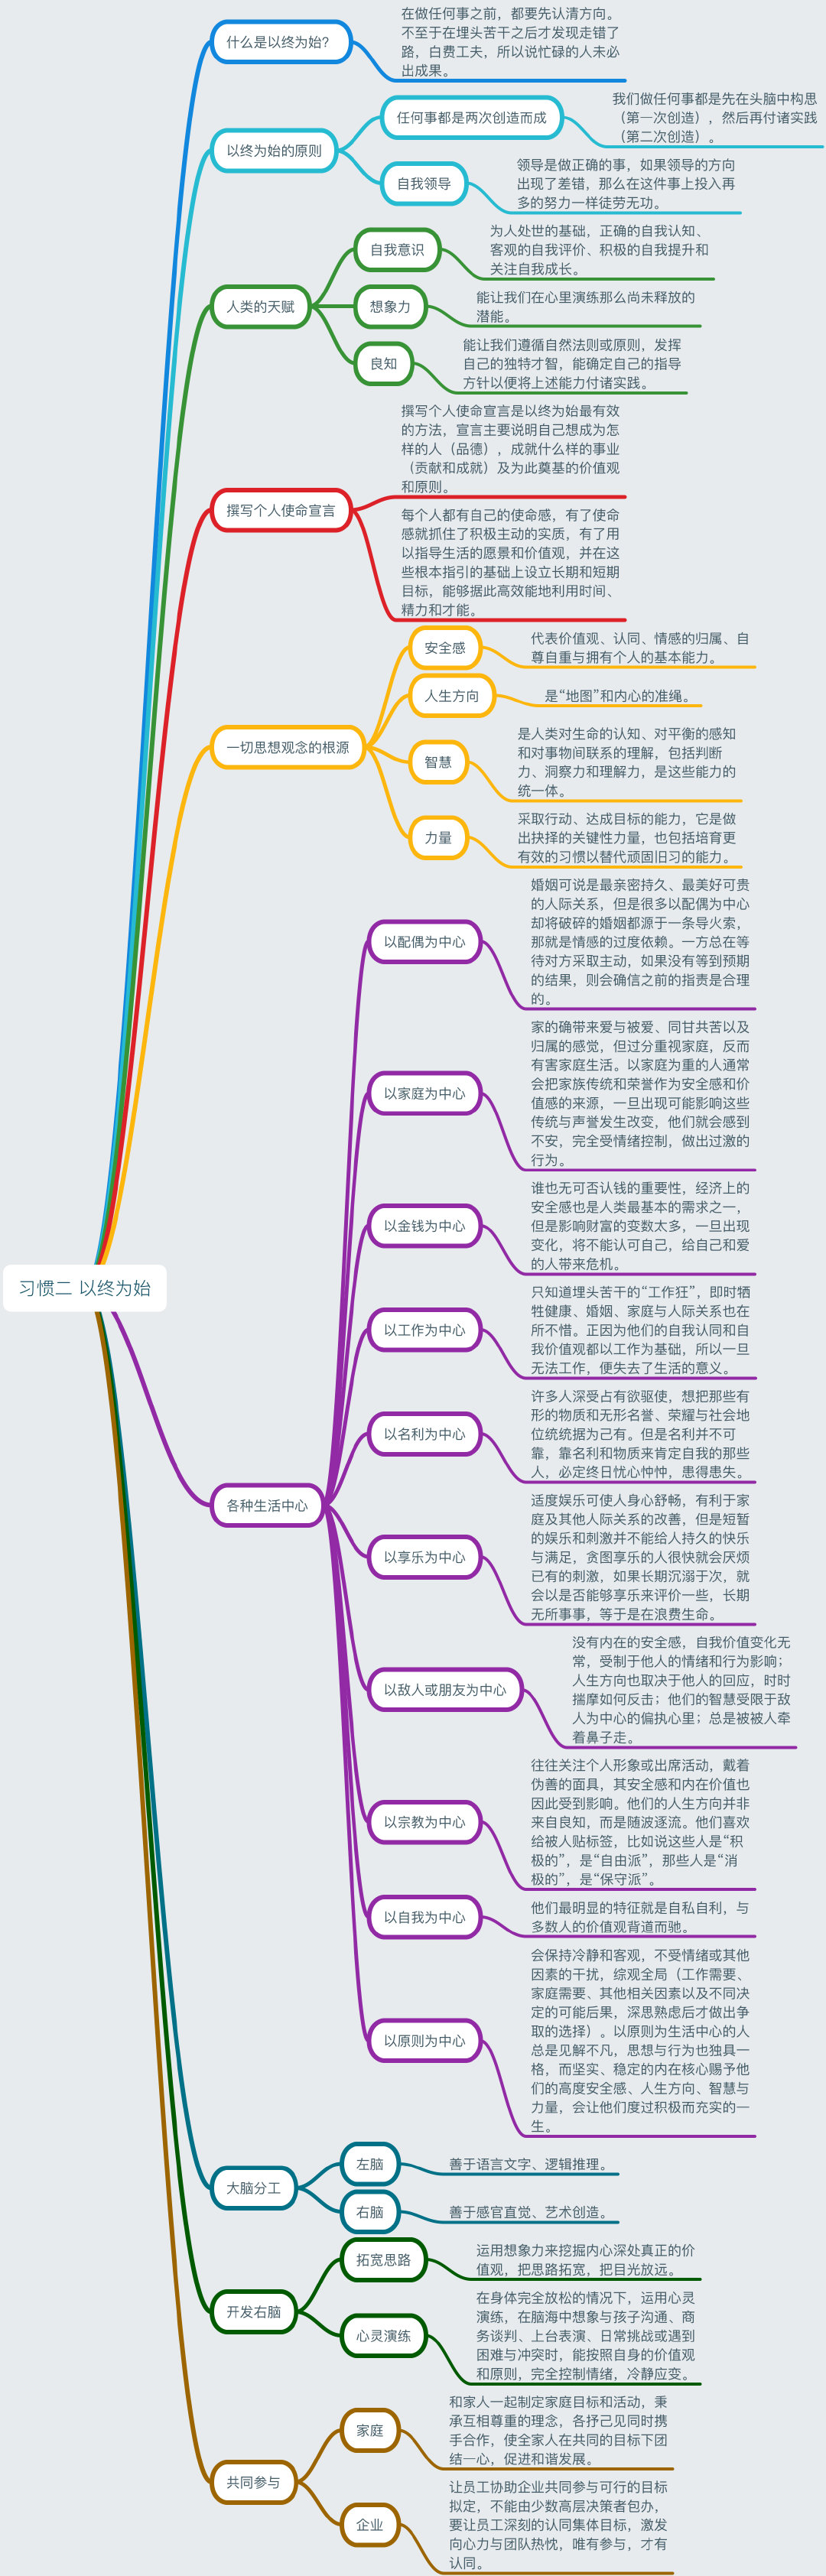 习惯二 以终为始
什么是以终为始？
在做任何事之前，都要先认清方向。
不至于在埋头苦干之后才发现走错了
路，白费工夫，所以说忙碌的人未必
出成果。
以终为始的原则
任何事都是两次创造而成
我们做任何事都是先在头脑中构思
（第一次创造），然后再付诸实践
（第二次创造）。
自我领导
领导是做正确的事，如果领导的方向
出现了差错，那么在这件事上投入再
多的努力一样徒劳无功。
人类的天赋
自我意识
为人处世的基础，正确的自我认知、
客观的自我评价、积极的自我提升和
关注自我成长。
想象力
能让我们在心里演练那么尚未释放的
潜能。
良知
能让我们遵循自然法则或原则，发挥
自己的独特才智，能确定自己的指导
方针以便将上述能力付诸实践。
撰写个人使命宣言
撰写个人使命宣言是以终为始最有效
的方法，宣言主要说明自己想成为怎
样的人（品德），成就什么样的事业
（贡献和成就）及为此奠基的价值观
和原则。
每个人都有自己的使命感，有了使命
感就抓住了积极主动的实质，有了用
以指导生活的愿景和价值观，并在这
些根本指引的基础上设立长期和短期
目标，能够据此高效能地利用时间、
精力和才能。
一切思想观念的根源
安全感
代表价值观、认同、情感的归属、自
尊自重与拥有个人的基本能力。
人生方向
是“地图”和内心的准绳。
智慧
是人类对生命的认知、对平衡的感知
和对事物间联系的理解，包括判断
力、洞察力和理解力，是这些能力的
统一体。
力量
采取行动、达成目标的能力，它是做
出抉择的关键性力量，也包括培育更
有效的习惯以替代顽固旧习的能力。
各种生活中心
以配偶为中心
婚姻可说是最亲密持久、最美好可贵
的人际关系，但是很多以配偶为中心
却将破碎的婚姻都源于一条导火索，
那就是情感的过度依赖。一方总在等
待对方采取主动，如果没有等到预期
的结果，则会确信之前的指责是合理
的。
以家庭为中心
家的确带来爱与被爱、同甘共苦以及
归属的感觉，但过分重视家庭，反而
有害家庭生活。以家庭为重的人通常
会把家族传统和荣誉作为安全感和价
值感的来源，一旦出现可能影响这些
传统与声誉发生改变，他们就会感到
不安，完全受情绪控制，做出过激的
行为。
以金钱为中心
谁也无可否认钱的重要性，经济上的
安全感也是人类最基本的需求之一，
但是影响财富的变数太多，一旦出现
变化，将不能认可自己，给自己和爱
的人带来危机。
以工作为中心
只知道埋头苦干的“工作狂”，即时牺
牲健康、婚姻、家庭与人际关系也在
所不惜。正因为他们的自我认同和自
我价值观都以工作为基础，所以一旦
无法工作，便失去了生活的意义。
以名利为中心
许多人深受占有欲驱使，想把那些有
形的物质和无形名誉、荣耀与社会地
位统统据为己有。但是名利并不可
靠，靠名利和物质来肯定自我的那些
人，必定终日忧心忡忡，患得患失。
以享乐为中心
适度娱乐可使人身心舒畅，有利于家
庭及其他人际关系的改善，但是短暂
的娱乐和刺激并不能给人持久的快乐
与满足，贪图享乐的人很快就会厌烦
已有的刺激，如果长期沉溺于次，就
会以是否能够享乐来评价一些，长期
无所事事，等于是在浪费生命。
以敌人或朋友为中心
没有内在的安全感，自我价值变化无
常，受制于他人的情绪和行为影响；
人生方向也取决于他人的回应，时时
揣摩如何反击；他们的智慧受限于敌
人为中心的偏执心里；总是被被人牵
着鼻子走。
以宗教为中心
往往关注个人形象或出席活动，戴着
伪善的面具，其安全感和内在价值也
因此受到影响。他们的人生方向并非
来自良知，而是随波逐流。他们喜欢
给被人贴标签，比如说这些人是“积
极的”，是“自由派”，那些人是“消
极的”，是“保守派”。
以自我为中心
他们最明显的特征就是自私自利，与
多数人的价值观背道而驰。
以原则为中心
会保持冷静和客观，不受情绪或其他
因素的干扰，综观全局（工作需要、
家庭需要、其他相关因素以及不同决
定的可能后果，深思熟虑后才做出争
取的选择）。以原则为生活中心的人
总是见解不凡，思想与行为也独具一
格，而坚实、稳定的内在核心赐予他
们的高度安全感、人生方向、智慧与
力量，会让他们度过积极而充实的一
生。
大脑分工
左脑
善于语言文字、逻辑推理。
右脑
善于感官直觉、艺术创造。
开发右脑
拓宽思路
运用想象力来挖掘内心深处真正的价
值观，把思路拓宽，把目光放远。
心灵演练
在身体完全放松的情况下，运用心灵
演练，在脑海中想象与孩子沟通、商
务谈判、上台表演、日常挑战或遇到
困难与冲突时，能按照自身的价值观
和原则，完全控制情绪，冷静应变。
共同参与
家庭
和家人一起制定家庭目标和活动，秉
承互相尊重的理念，各抒己见同时携
手合作，使全家人在共同的目标下团
结一心，促进和谐发展。
企业
让员工协助企业共同参与可行的目标
拟定，不能由少数高层决策者包办，
要让员工深刻的认同集体目标，激发
向心力与团队热忱，唯有参与，才有
认同。